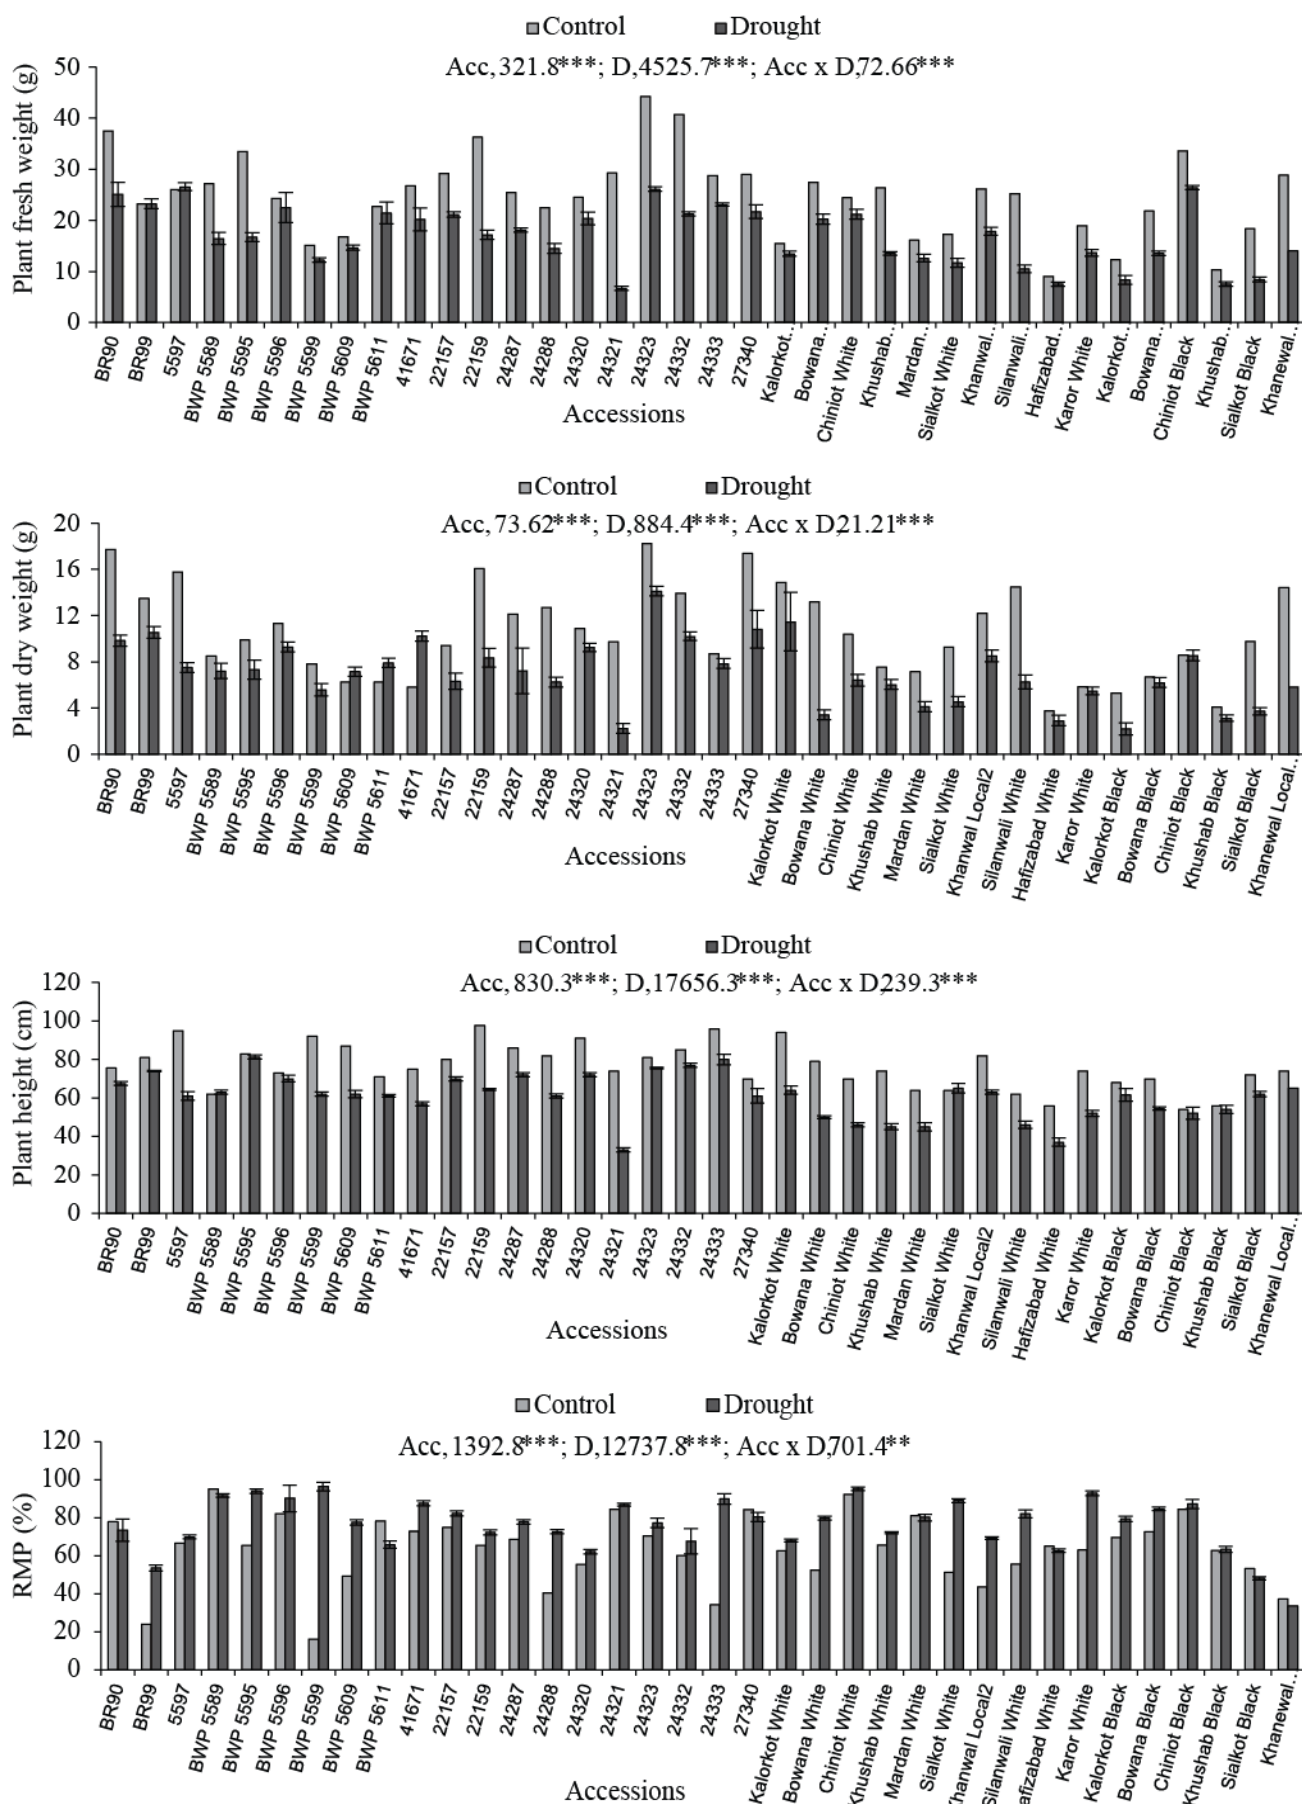 Control Drought
Acc, 321.8***; D,4525.7***; Acc x D,72.66***
Plant fresh weight (g)
50
40
30
20
10
0
BR90
BR99
5597
BWP 5589
BWP 5595
BWP 5596
BWP 5599
BWP 5609
BWP 5611
41671
22157
22159
24287
24288
24320
24321
24323
24332
24333
27340
Kalorkot..
Bowana..
Chiniot White
Khushab..
Mardan..
Sialkot White
Khanwal..
Silanwali..
Hafizabad..
Karor White
Kalorkot..
Bowana..
Chiniot Black
Khushab..
Sialkot Black
Khanewal..
Accessions
Control Drought
Acc, 73.62***; D,884.4***; Acc x D,21.21***
Plant dry weight (g)
20
16
12
8
4
0
BR90
BR99
5597
BWP 5589
BWP 5595
BWP 5596
BWP 5599
BWP 5609
BWP 5611
41671
22157
22159
24287
24288
24320
24321
24323
24332
24333
27340
Kalorkot White
Bowana White
Chiniot White
Khushab White
Mardan White
Sialkot White
Khanwal Local2
Silanwali White
Hafizabad White
Karor White
Kalorkot Black
Bowana Black
Chiniot Black
Khushab Black
Sialkot Black
Khanewal Local...
Accessions
Control Drought
Acc, 830.3***; D,17656.3***; Acc x D,239.3***
Plant height (cm)
120
100
80
60
40
20
0
BR90
BR99
5597
BWP 5589
BWP 5595
BWP 5596
BWP 5599
BWP 5609
BWP 5611
41671
22157
22159
24287
24288
24320
24321
24323
24332
24333
27340
Kalorkot White
Bowana White
Chiniot White
Khushab White
Mardan White
Sialkot White
Khanwal Local2
Silanwali White
Hafizabad White
Karor White
Kalorkot Black
Bowana Black
Chiniot Black
Khushab Black
Sialkot Black
Khanewal Local...
Accessions
Control Drought
Acc, 1392.8***; D,12737.8***; Acc x D,701.4**
RMP (%)
120
100
80
60
40
20
0
BR90
BR99
5597
BWP 5589
BWP 5595
BWP 5596
BWP 5599
BWP 5609
BWP 5611
41671
22157
22159
24287
24288
24320
24321
24323
24332
24333
27340
Kalorkot White
Bowana White
Chiniot White
Khushab White
Mardan White
Sialkot White
Khanwal Local2
Silanwali White
afizabad White
Karor White
Kalorkot Black
Bowana Black
Chiniot Black
Khushab Black
Sialkot Black
Khanewal..
Accessions